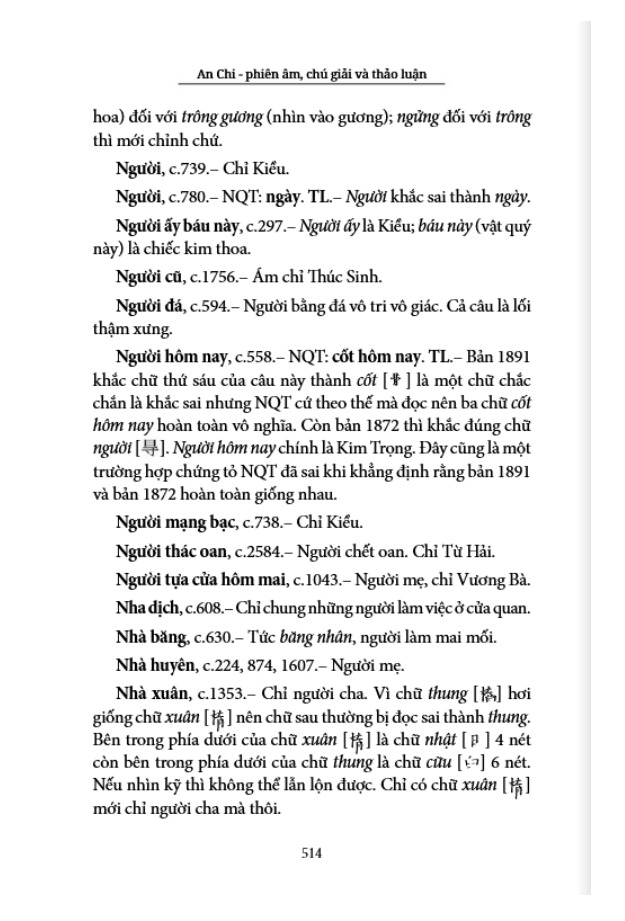 An Chi - phiên âm, chú giải và thảo luận
hoa) đối với trông gương (nhìn vào gương); ngửng đối với trông
thì mới chỉnh chứ.
Người, c.739.– Chỉ Kiều.
Người, c.780.– NQT: ngày. TL.– Người khắc sai thành ngày.
Người ấy báu này, c.297.– Người ấy là Kiều; báu này (vật quý
này) là chiếc kim thoa.
Người cũ, c.1756.– Ám chỉ Thúc Sinh.
Người đá, c.594.– Người bằng đá vô tri vô giác. Cả câu là lối
thậm xưng.
Người hôm nay, c.558.– NQT: cốt hôm nay. TL.– Bản 1891
khắc chữ thứ sáu của câu này thành cốt [ ] là một chữ chắc
chắn là khắc sai nhưng NQT cứ theo thế mà đọc nên ba chữ cốt
hôm nay hoàn toàn vô nghĩa. Còn bản 1872 thì khắc đúng chữ
người [ ]. Người hôm nay chính là Kim Trọng. Đây cũng là một
trường hợp chứng tỏ NQT đã sai khi khẳng định rằng bản 1891
và bản 1872 hoàn toàn giống nhau.
Người mạng bạc, c.738.– Chỉ Kiều.
Người thác oan, c.2584.– Người chết oan. Chỉ Từ Hải.
Người tựa cửa hôm mai, c.1043.– Người mẹ, chỉ Vương Bà.
Nha dịch, c.608.– Chỉ chung những người làm việc ở cửa quan.
Nhà băng, c.630.– Tức băng nhân, người làm mai mối.
Nhà huyên, c.224, 874, 1607.– Người mẹ.
Nhà xuân, c.1353.– Chỉ người cha. Vì chữ thung [ ] hơi
giống chữ xuân [ ] nên chữ sau thường bị đọc sai thành thung.
Bên trong phía dưới của chữ xuân [ ] là chữ nhật [ ] 4 nét
còn bên trong phía dưới của chữ thung là chữ cữu [ ] 6 nét.
Nếu nhìn kỹ thì không thể lẫn lộn được. Chỉ có chữ xuân [ ]
mới chỉ người cha mà thôi.
514